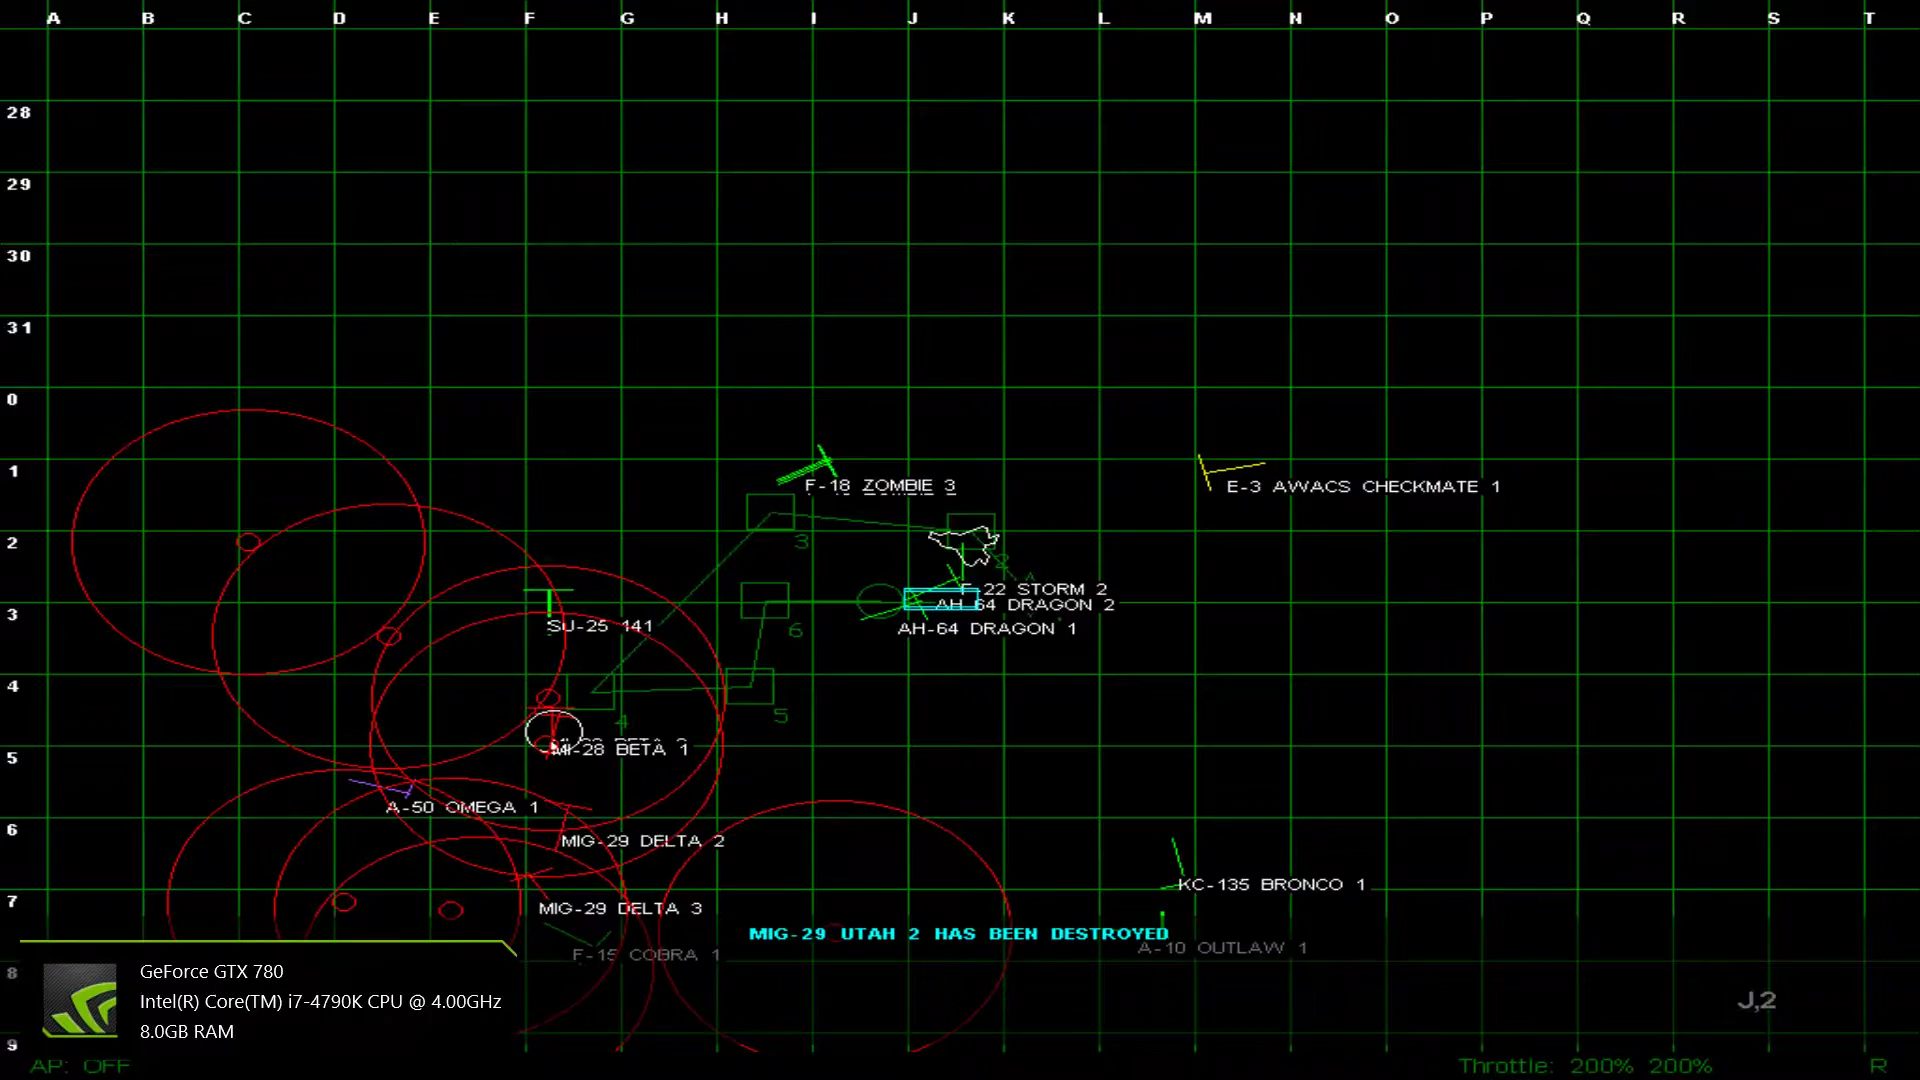 A B C D E F G H I J K L M N O P Q R S T
28
29
30
31
0
1
F-18 ZOMBIE 3
E-3 AWACS CHECKMATE 1
2
3
2
F-22 STORM 2
AH-64 DRAGON 2
3
SU-25 141
6
AH-64 DRAGON 1
4
4
5
5
MI-28 BETA 1
A-50 OMEGA 1
6
MIG-29 DELTA 2
KC-135 BRONCO 1
7
MIG-29 DELTA 3
MIG-29 UTAH 2 HAS BEEN DESTROYED
F-15 COBRA 1
A-10 OUTLAW 1
8
GeForce GTX 780
Intel(R) Core(TM) i7-4790K CPU @ 4.00GHz
8.0GB RAM
J,2
9
AP: OFF
Throttle: 200% 200%
R